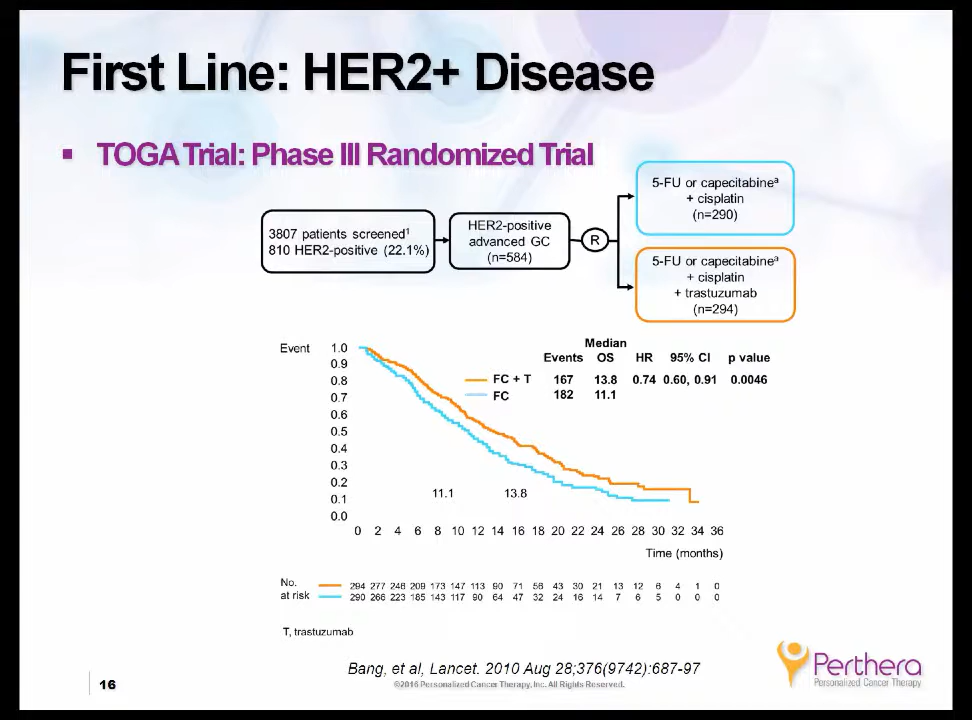 First Line: HER2+ Disease
▪ TOGA Trial: Phase III Randomized Trial
3807 patients screened¹
810 HER2-positive (22.1%)
HER2-positive
advanced GC
(n=584)
R
5-FU or capecitabineᵃ
+ cisplatin
(n=290)
5-FU or capecitabineᵃ
+ cisplatin
+ trastuzumab
(n=294)
Median
Events OS HR 95% CI p value
FC + T 167 13.8 0.74 0.60, 0.91 0.0046
FC 182 11.1
Event 1.0
0.9
0.8
0.7
0.6
0.5
0.4
0.3
0.2
0.1
0.0
11.1 13.8
0 2 4 6 8 10 12 14 16 18 20 22 24 26 28 30 32 34 36
Time (months)
No.
at risk
294 277 246 209 173 147 113 90 71 56 43 30 21 13 12 6 4 1 0
290 266 223 185 143 117 90 64 47 32 24 16 14 7 6 5 0 0 0
T, trastuzumab
Bang, et al, Lancet. 2010 Aug 28;376(9742):687-97
©2016 Personalized Cancer Therapy, Inc. All Rights Reserved.
16
Perthera
Personalized Cancer Therapy